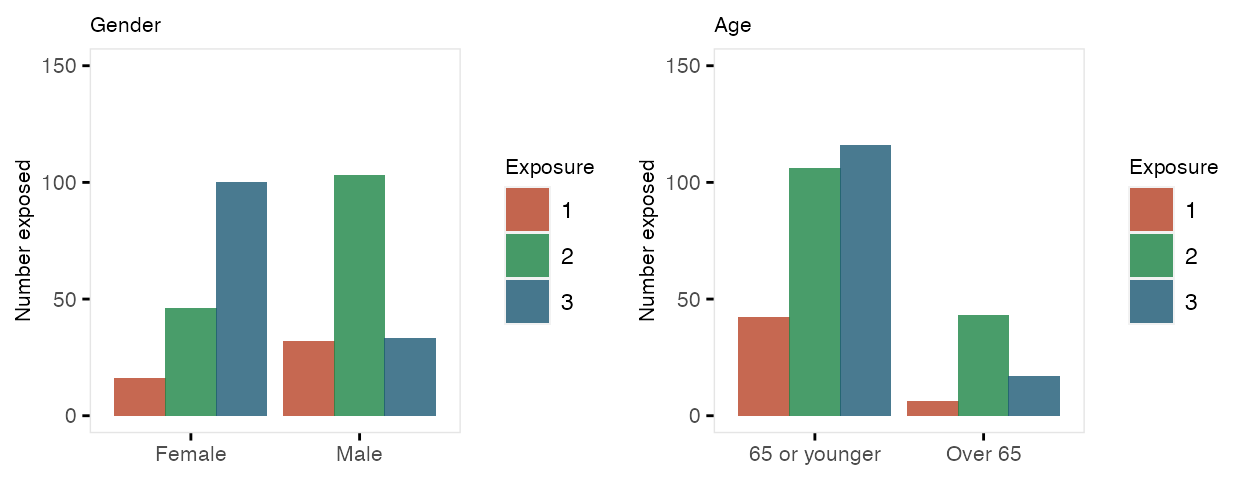 Gender
150
100
50
0
Number exposed
Female Male
Exposure
1
2
3
Age
150
100
50
0
Number exposed
65 or younger Over 65
Exposure
1
2
3